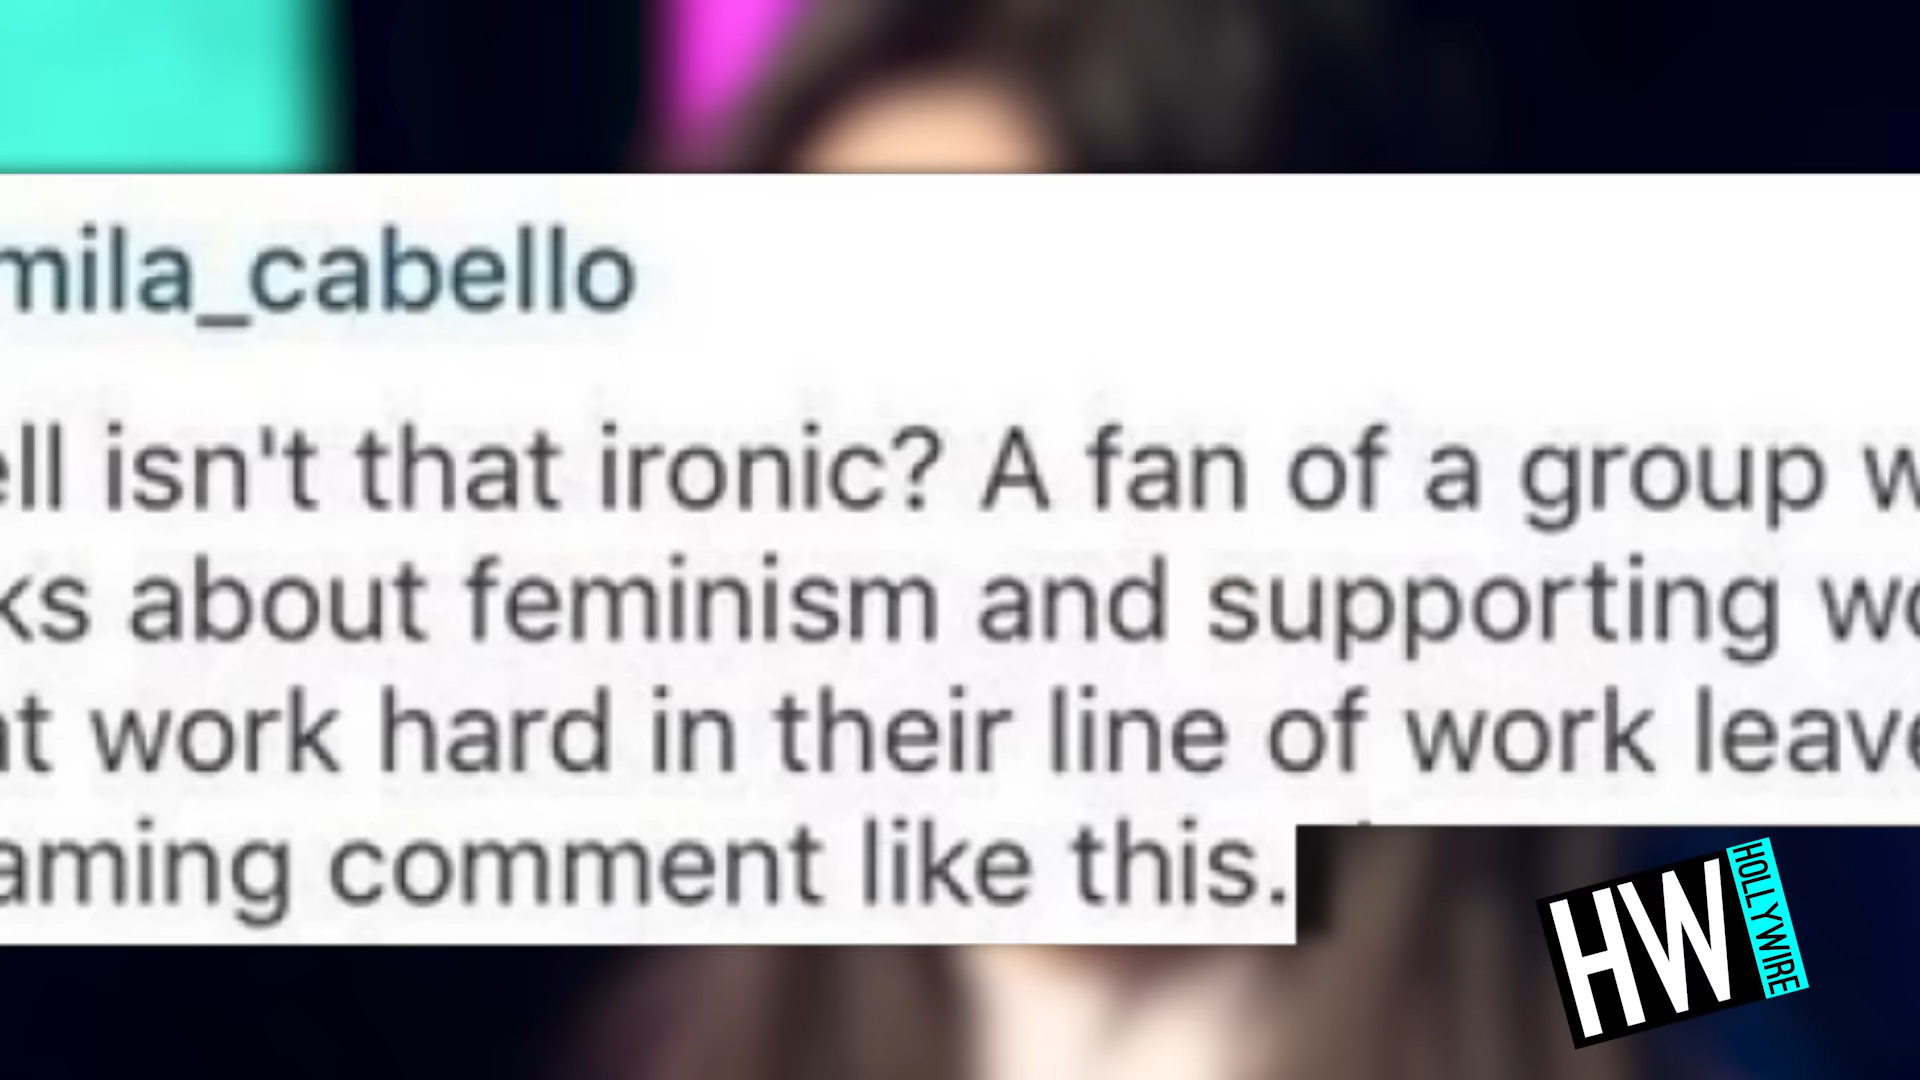 mila_cabello
ell isn't that ironic? A fan of a group w
ks about feminism and supporting wo
at work hard in their line of work leave
aming comment like this.
HW HOLLYWIRE